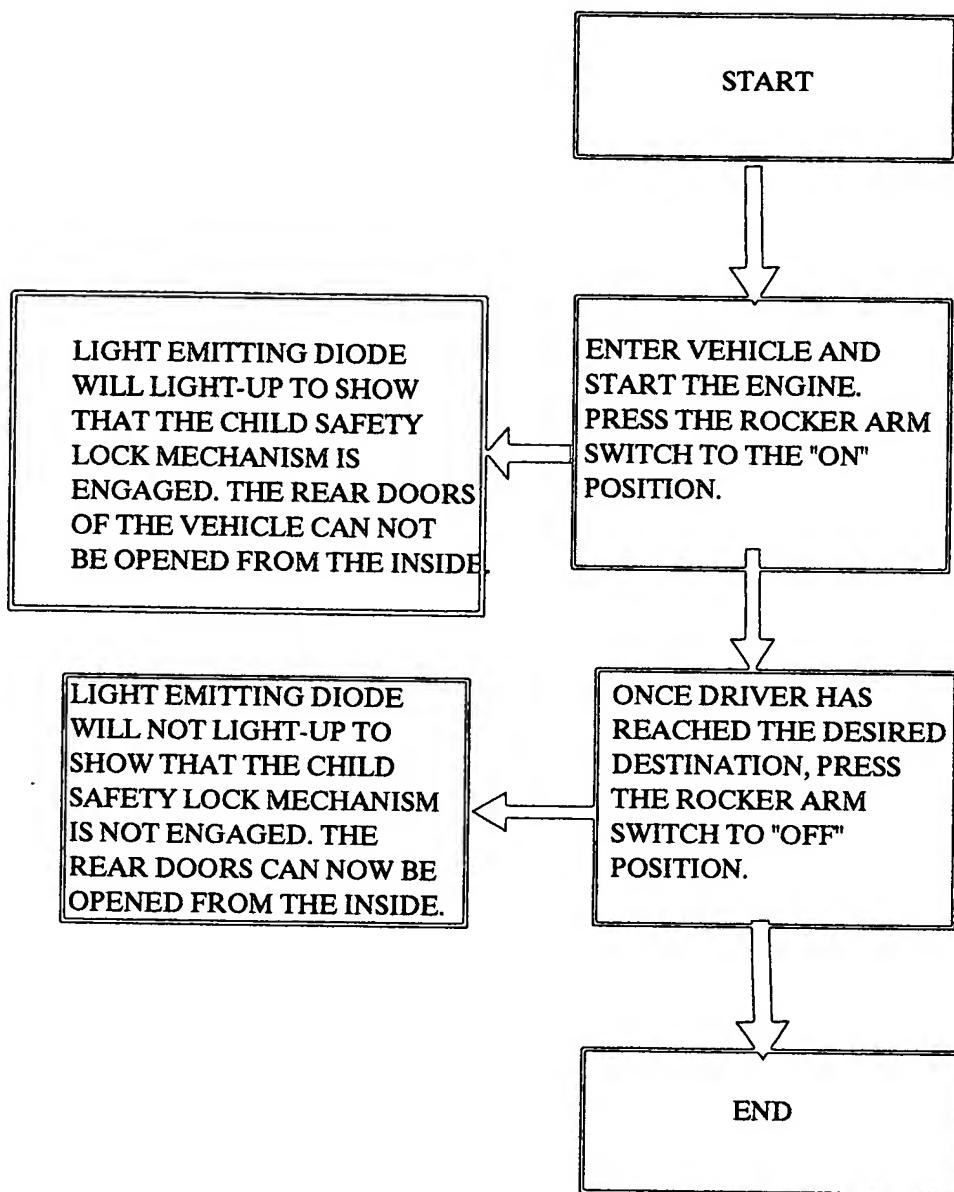 START
ENTER VEHICLE AND
START THE ENGINE.
PRESS THE ROCKER ARM
SWITCH TO THE "ON"
POSITION.
LIGHT EMITTING DIODE
WILL LIGHT-UP TO SHOW
THAT THE CHILD SAFETY
LOCK MECHANISM IS
ENGAGED. THE REAR DOORS
OF THE VEHICLE CAN NOT
BE OPENED FROM THE INSIDE.
ONCE DRIVER HAS
REACHED THE DESIRED
DESTINATION, PRESS
THE ROCKER ARM
SWITCH TO "OFF"
POSITION.
LIGHT EMITTING DIODE
WILL NOT LIGHT-UP TO
SHOW THAT THE CHILD
SAFETY LOCK MECHANISM
IS NOT ENGAGED. THE
REAR DOORS CAN NOW BE
OPENED FROM THE INSIDE.
END